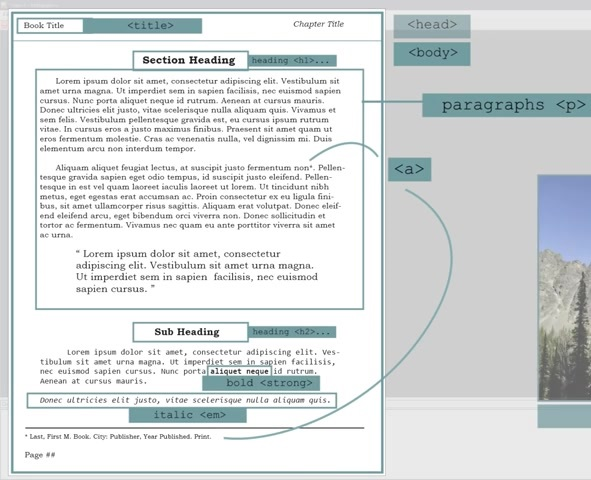 Book Title
<title>
Chapter Title
<head>
<body>
Section Heading
heading <h1>...
Lorem ipsum dolor sit amet, consectetur adipiscing elit. Vestibulum sit
amet urna magna. Ut imperdiet sem in sapien facilisis, nec euismod sapien
cursus. Nunc porta aliquet neque id rutrum. Aenean at cursus mauris.
Donec ultricies elit justo, vitae scelerisque nulla aliquam quis. Vivamus et
sem felis. Vestibulum pellentesque gravida est, eu cursus ipsum rutrum
vitae. In cursus eros a justo maximus finibus. Praesent sit amet quam ut
eros fermentum molestie. Cras ac venenatis nulla, vel dignissim mi. Duis
elementum arcu non interdum tempor.
paragraphs <p>
Aliquam aliquet feugiat lectus, at suscipit justo fermentum non*. Pellen-
tesque gravida sapien eget odio tempus, id suscipit justo eleifend. Pellen-
tesque in est vel quam laoreet iaculis laoreet ut lorem. Ut tincidunt nibh
metus, eget egestas erat accumsan ac. Proin consectetur ex eu ligula fini-
bus, sit amet ullamcorper risus sagittis. Aliquam erat volutpat. Donec eleif-
end eleifend arcu, eget bibendum orci viverra non. Donec sollicitudin et
tortor ac fermentum. Vivamus nec quam eu ante porttitor viverra sit amet
ac urna.
<a>
“ Lorem ipsum dolor sit amet, consectetur
adipiscing elit. Vestibulum sit amet urna magna.
Ut imperdiet sem in sapien facilisis, nec euismod
sapien cursus. ”
Sub Heading
heading <h2>...
Lorem ipsum dolor sit amet, consectetur adipiscing elit. Ves-
tibulum sit amet urna magna. Ut imperdiet sem in sapien facilisis,
nec euismod sapien cursus. Nunc porta aliquet neque id rutrum.
Aenean at cursus mauris.
bold <strong>
Donec ultricies elit justo, vitae scelerisque nulla aliquam quis.
italic <em>
* Last, First M. Book. City: Publisher, Year Published. Print.
Page ##